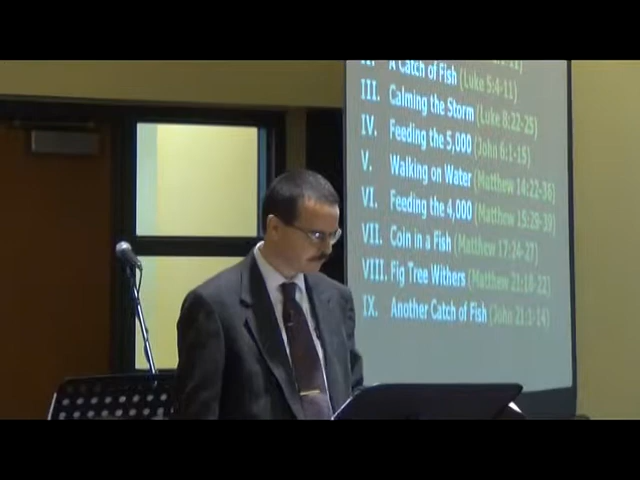 II. A Catch of Fish (Luke 5:4-11)
III. Calming the Storm (Luke 8:22-25)
IV. Feeding the 5,000 (John 6:1-15)
V. Walking on Water (Matthew 14:22-36)
VI. Feeding the 4,000 (Matthew 15:29-39)
VII. Coin in a Fish (Matthew 17:24-27)
VIII. Fig Tree Withers (Matthew 21:18-22)
IX. Another Catch of Fish (John 21:1-14)